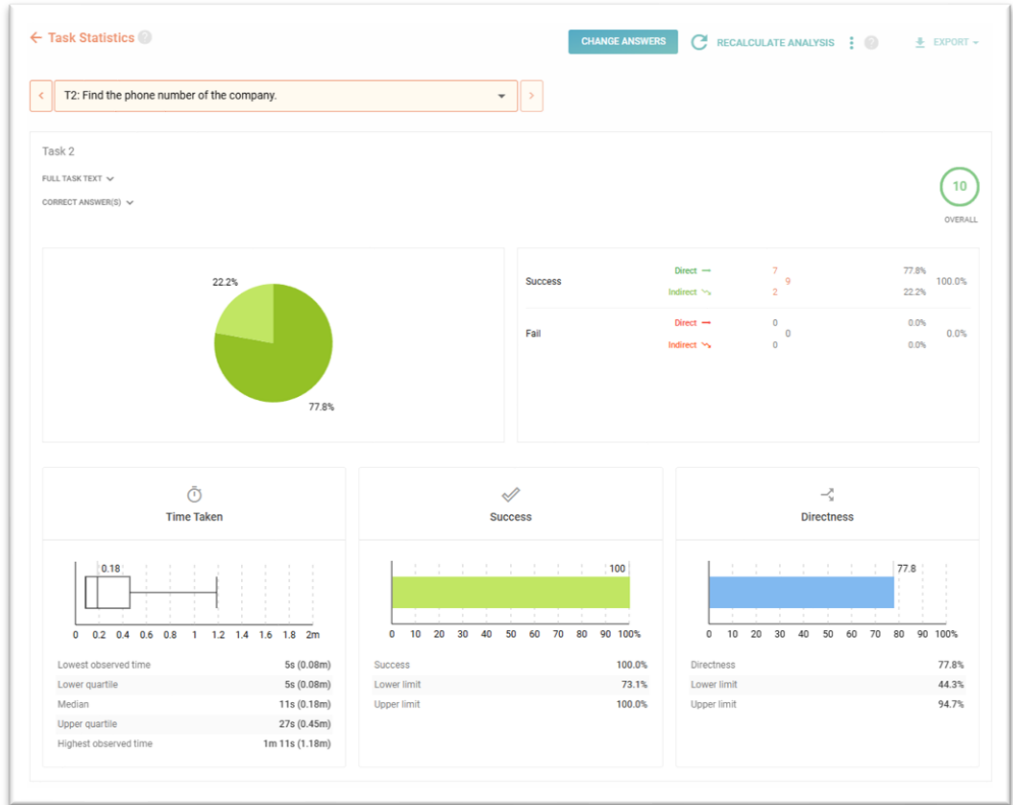 Task Statistics ?
CHANGE ANSWERS
RECALCULATE ANALYSIS ?
EXPORT
T2: Find the phone number of the company.
Task 2
FULL TASK TEXT
CORRECT ANSWER(S)
10
OVERALL
22.2%
77.8%
Success
Direct 7 77.8%
9 100.0%
Indirect 2 22.2%
Fail
Direct 0 0.0%
0 0.0%
Indirect 0 0.0%
Time Taken
0.18
0 0.2 0.4 0.6 0.8 1 1.2 1.4 1.6 1.8 2m
Lowest observed time 5s (0.08m)
Lower quartile 5s (0.08m)
Median 11s (0.18m)
Upper quartile 27s (0.45m)
Highest observed time 1m 11s (1.18m)
Success
100
0 10 20 30 40 50 60 70 80 90 100%
Success 100.0%
Lower limit 73.1%
Upper limit 100.0%
Directness
77.8
0 10 20 30 40 50 60 70 80 90 100%
Directness 77.8%
Lower limit 44.3%
Upper limit 94.7%